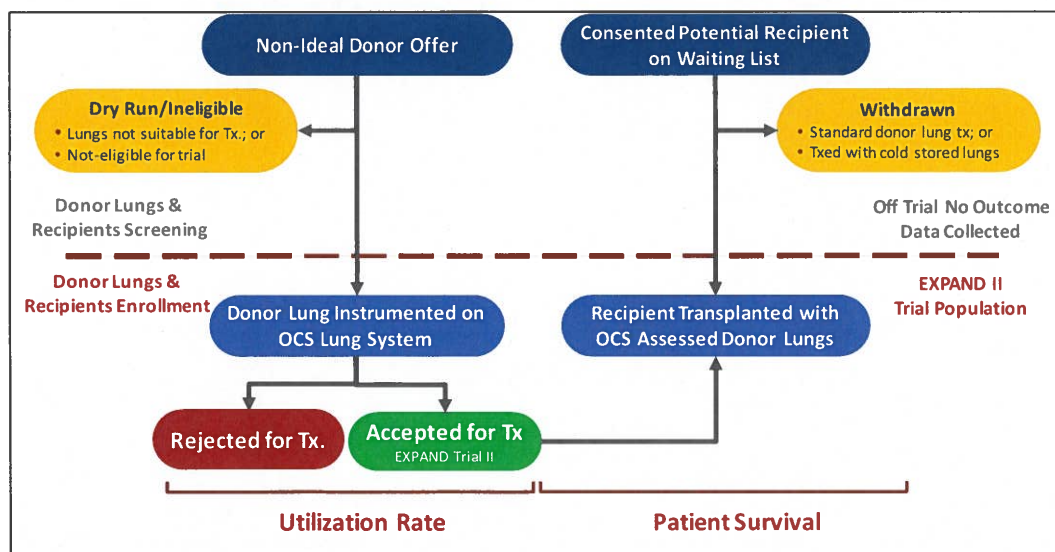 Non-Ideal Donor Offer
Consented Potential Recipient
on Waiting List
Dry Run/Ineligible
• Lungs not suitable for Tx.; or
• Not-eligible for trial
Withdrawn
• Standard donor lung tx; or
• Txed with cold stored lungs
Donor Lungs &
Recipients Screening
Off Trial No Outcome
Data Collected
Donor Lungs &
Recipients Enrollment
EXPAND II
Trial Population
Donor Lung Instrumented on
OCS Lung System
Recipient Transplanted with
OCS Assessed Donor Lungs
Rejected for Tx.
Accepted for Tx
EXPAND Trial II
Utilization Rate
Patient Survival